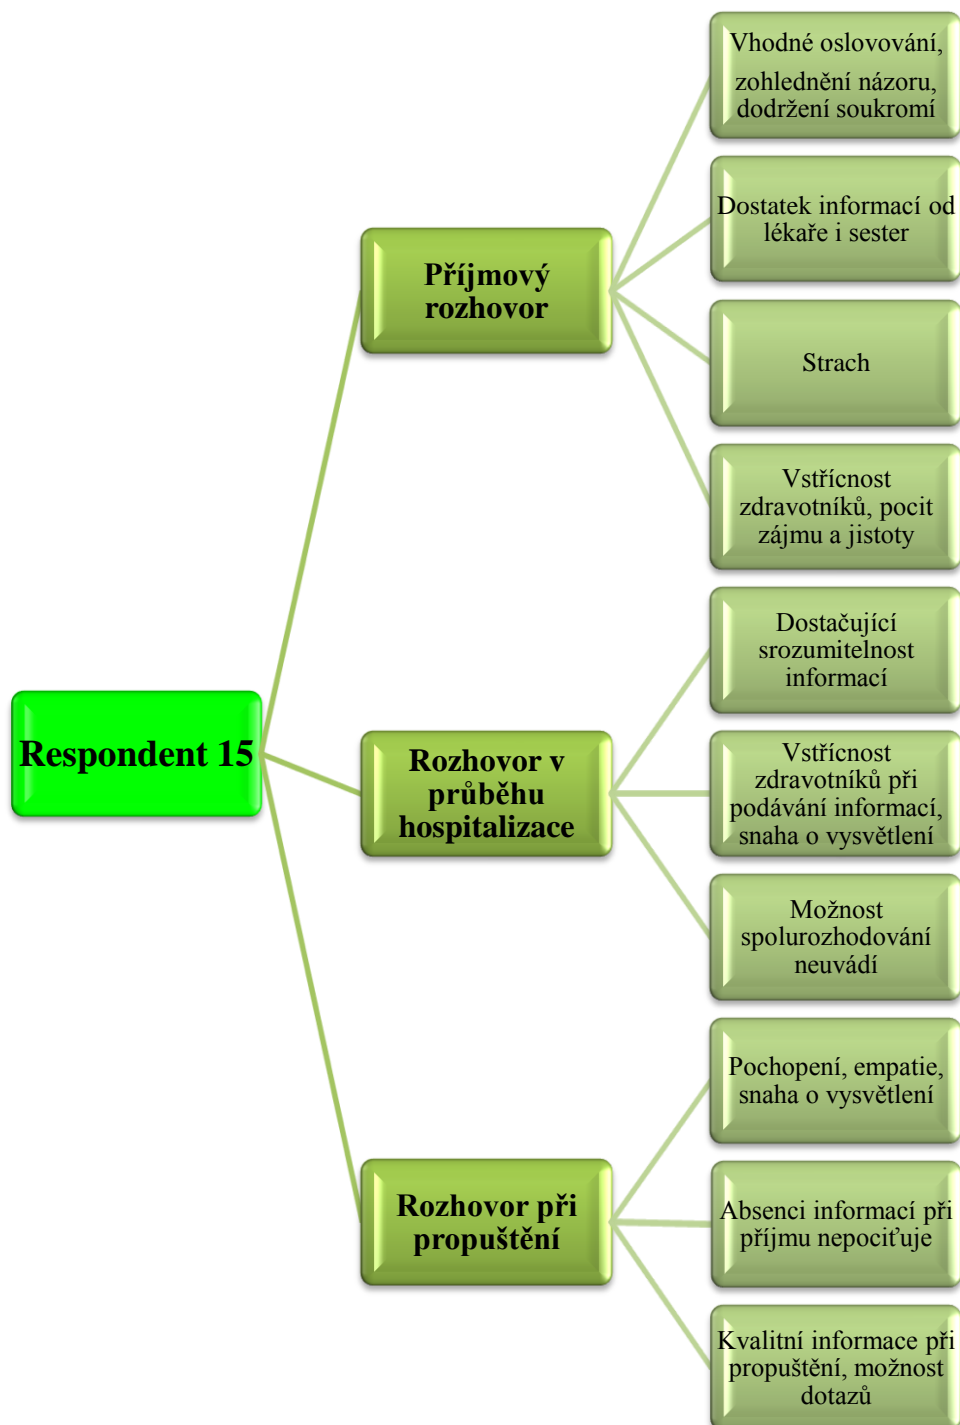 Respondent 15
Příjmový
rozhovor
Vhodné oslovování,
zohlednění názoru,
dodržení soukromí
Dostatek informací od
lékaře i sester
Strach
Vstřícnost
zdravotníků, pocit
zájmu a jistoty
Rozhovor v
průběhu
hospitalizace
Dostačující
srozumitelnost
informací
Vstřícnost
zdravotníků při
podávání informací,
snaha o vysvětlení
Možnost
spolurozhodování
neuvádí
Rozhovor při
propuštění
Pochopení, empatie,
snaha o vysvětlení
Absenci informací při
příjmu nepociťuje
Kvalitní informace při
propuštění, možnost
dotazů